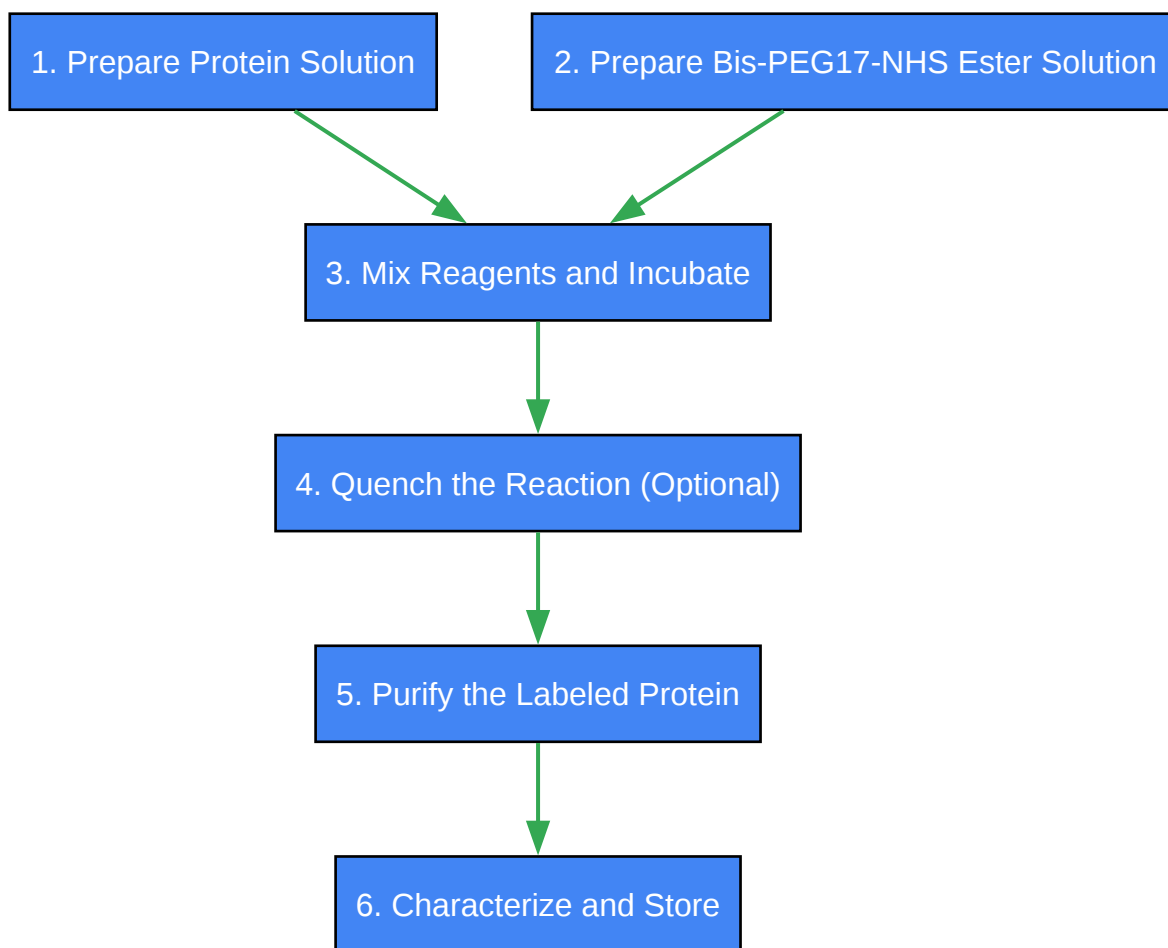 1. Prepare Protein Solution
2. Prepare Bis-PEG17-NHS Ester Solution
3. Mix Reagents and Incubate
4. Quench the Reaction (Optional)
5. Purify the Labeled Protein
6. Characterize and Store